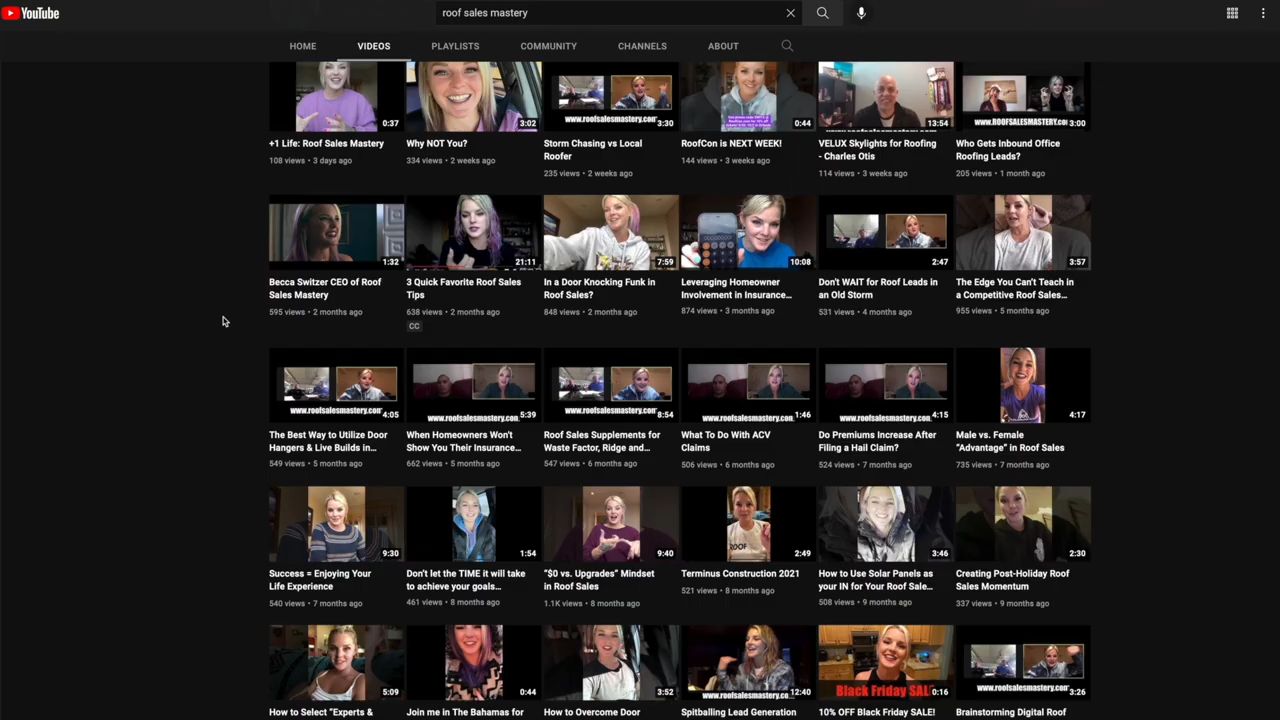 YouTube
roof sales mastery
HOME VIDEOS PLAYLISTS COMMUNITY CHANNELS ABOUT
0:37
+1 Life: Roof Sales Mastery
108 views • 3 days ago
3:02
Why NOT You?
334 views • 2 weeks ago
www.roofsalesmastery.com
3:30
Storm Chasing vs Local
Roofer
235 views • 2 weeks ago
0:44
RoofCon is NEXT WEEK!
144 views • 3 weeks ago
13:54
VELUX Skylights for Roofing
- Charles Otis
114 views • 3 weeks ago
www.ROOFSALESMASTERY.com
3:00
Who Gets Inbound Office
Roofing Leads?
205 views • 1 month ago
1:32
Becca Switzer CEO of Roof
Sales Mastery
595 views • 2 months ago
21:11
3 Quick Favorite Roof Sales
Tips
638 views • 2 months ago
CC
7:59
In a Door Knocking Funk in
Roof Sales?
848 views • 2 months ago
10:08
Leveraging Homeowner
Involvement in Insurance...
874 views • 3 months ago
2:47
Don't WAIT for Roof Leads in
an Old Storm
531 views • 4 months ago
3:57
The Edge You Can't Teach in
a Competitive Roof Sales...
955 views • 5 months ago
www.roofsalesmastery.com
4:05
The Best Way to Utilize Door
Hangers & Live Builds in...
549 views • 5 months ago
www.roofsalesmastery.com
5:39
When Homeowners Won't
Show You Their Insurance...
662 views • 5 months ago
www.roofsalesmastery.com
8:54
Roof Sales Supplements for
Waste Factor, Ridge and...
547 views • 6 months ago
www.roofsalesmastery.com
1:46
What To Do With ACV
Claims
506 views • 6 months ago
www.roofsalesmastery.com
4:15
Do Premiums Increase After
Filing a Hail Claim?
524 views • 7 months ago
4:17
Male vs. Female
“Advantage” in Roof Sales
735 views • 7 months ago
9:30
Success = Enjoying Your
Life Experience
540 views • 7 months ago
1:54
Don’t let the TIME it will take
to achieve your goals...
461 views • 8 months ago
9:40
“$0 vs. Upgrades” Mindset
in Roof Sales
1.1K views • 8 months ago
ROOF
2:49
Terminus Construction 2021
521 views • 8 months ago
3:46
How to Use Solar Panels as
your IN for Your Roof Sale...
508 views • 9 months ago
2:30
Creating Post-Holiday Roof
Sales Momentum
337 views • 9 months ago
5:09
How to Select “Experts &
0:44
Join me in The Bahamas for
3:52
How to Overcome Door
www.roofsalesmastery.com
12:40
Spitballing Lead Generation
Black Friday SALE
0:16
10% OFF Black Friday SALE!
www.roofsalesmastery.com
3:26
Brainstorming Digital Roof